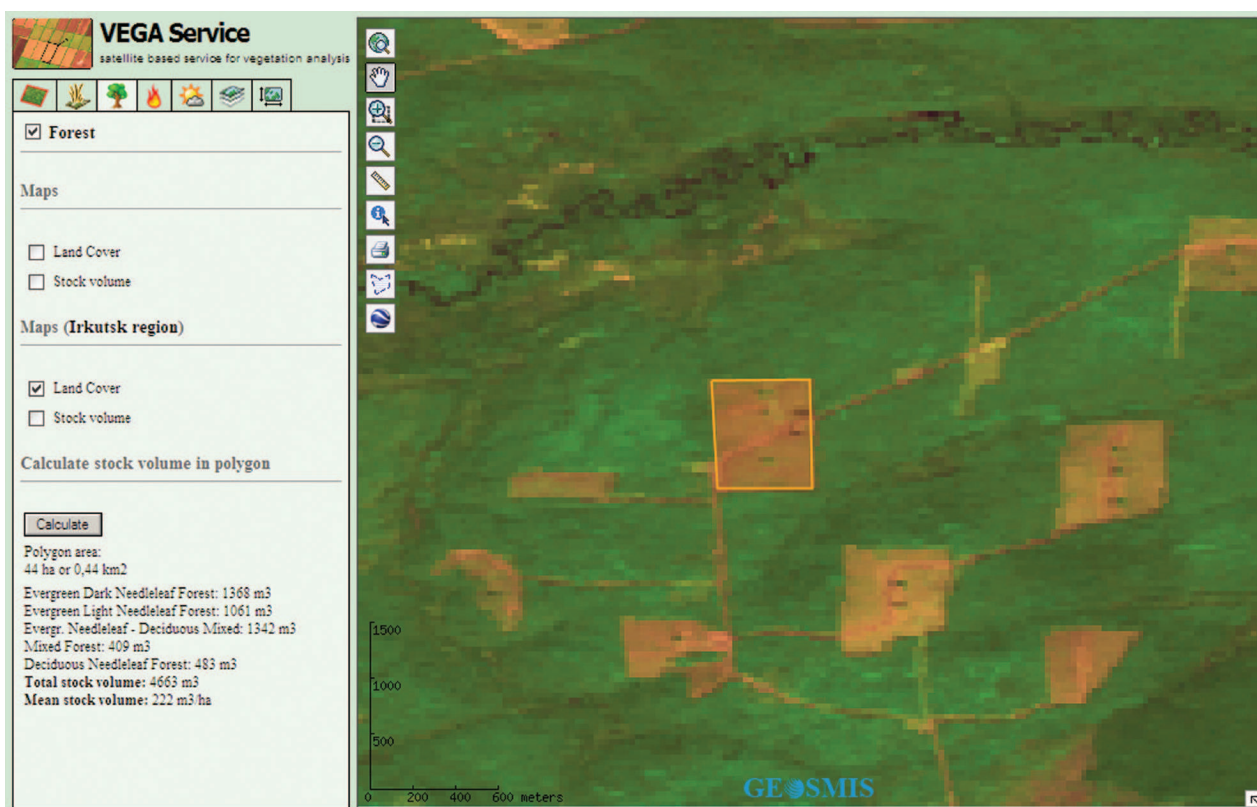 VEGA Service
satellite based service for vegetation analysis
Forest
Maps
Land Cover
Stock volume
Maps (Irkutsk region)
Land Cover
Stock volume
Calculate stock volume in polygon
Calculate
Polygon area:
44 ha or 0,44 km2
Evergreen Dark Needleleaf Forest: 1368 m3
Evergreen Light Needleleaf Forest: 1061 m3
Evergr. Needleleaf - Deciduous Mixed: 1342 m3
Mixed Forest: 409 m3
Deciduous Needleleaf Forest: 483 m3
Total stock volume: 4663 m3
Mean stock volume: 222 m3/ha
1500
1000
500
0 200 400 600 meters
GEOSMIS